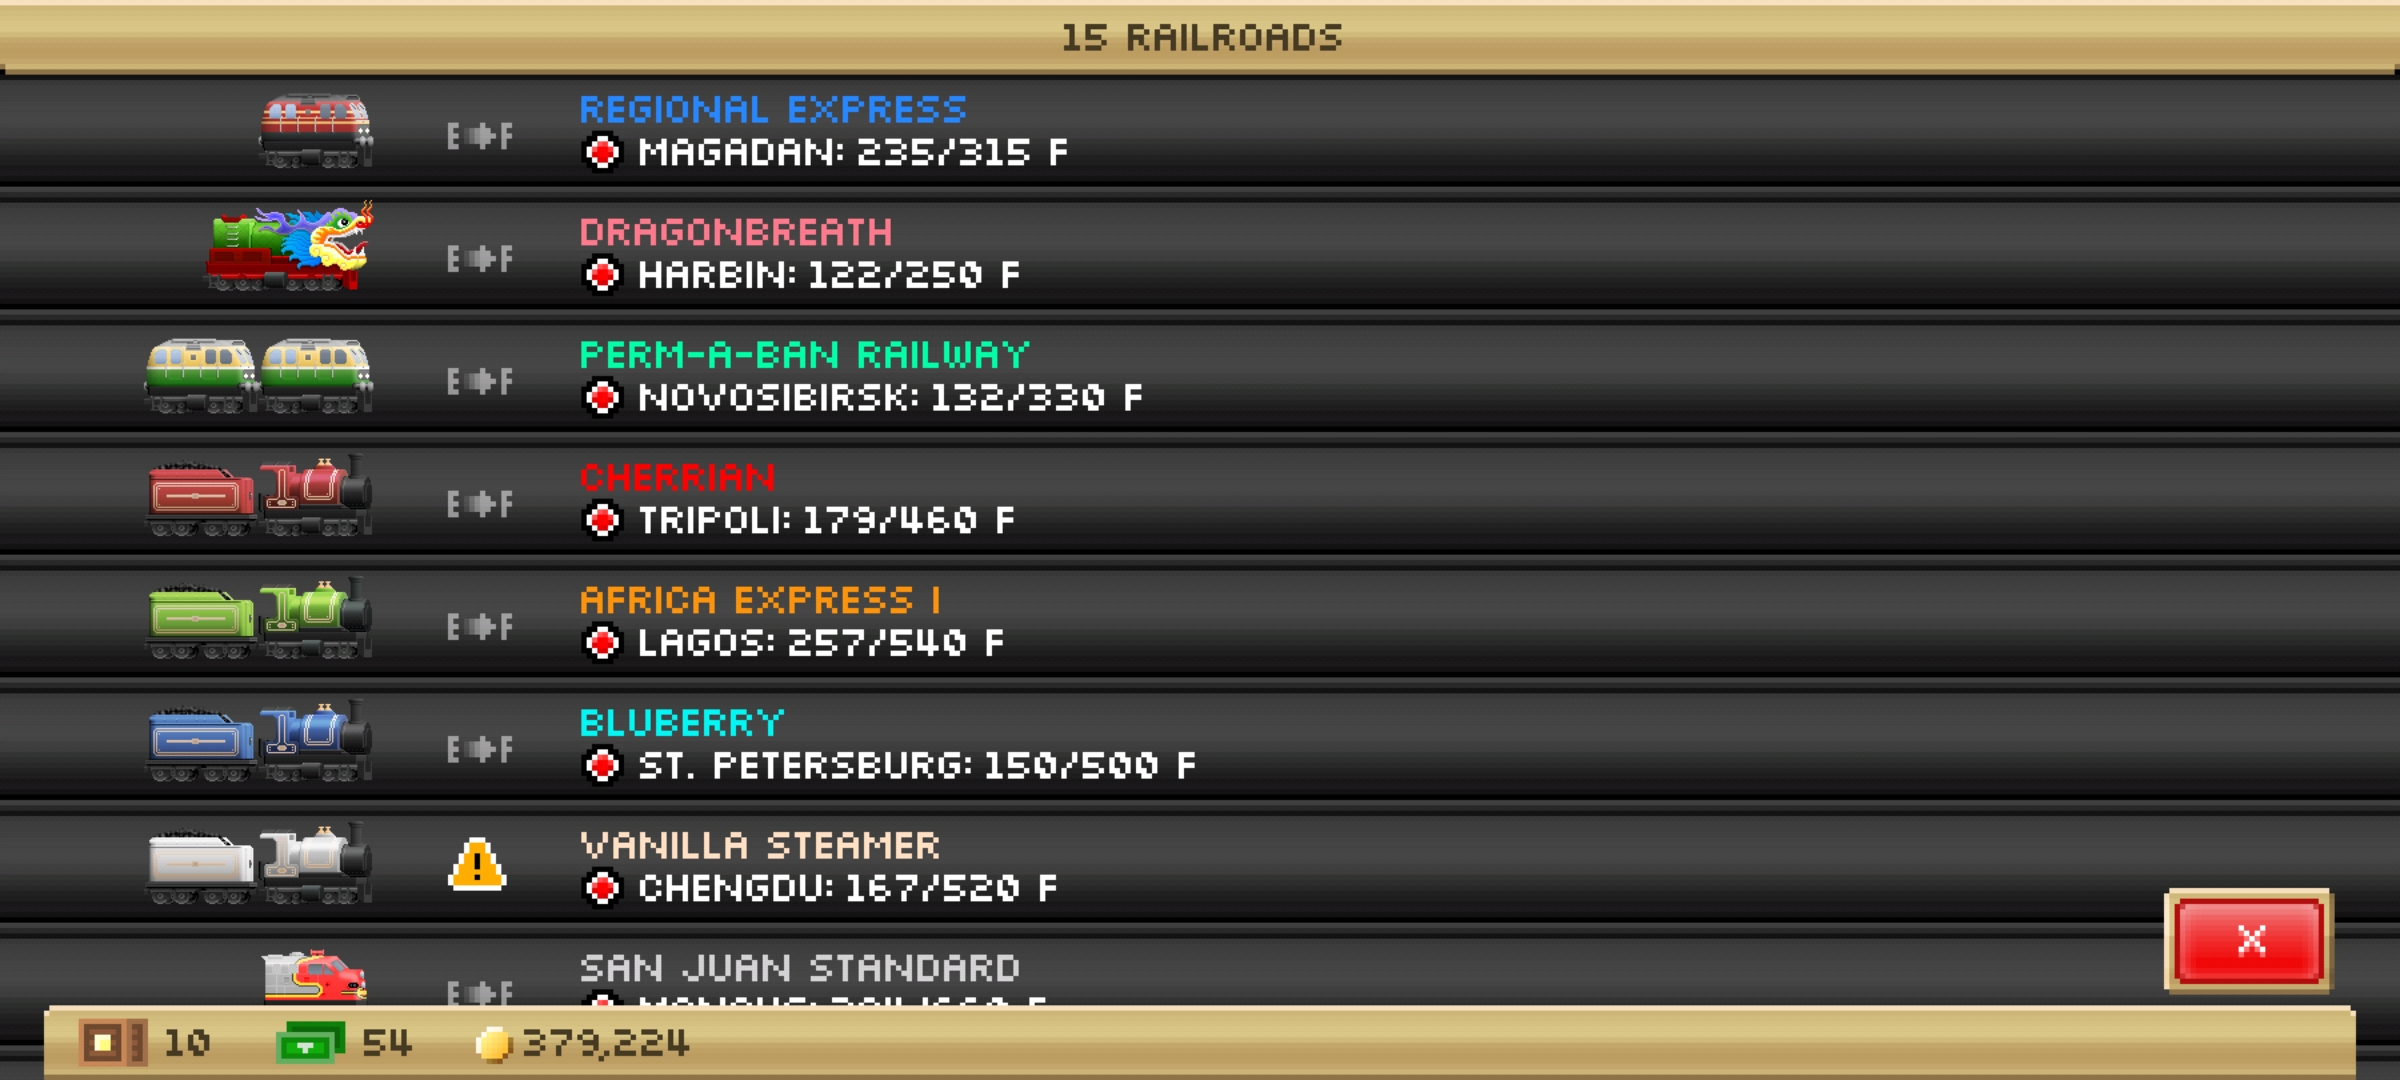 15 RAILROADS
E F
REGIONAL EXPRESS
MAGADAN: 235/315 F
E F
DRAGONBREATH
HARBIN: 122/250 F
E F
PERM-A-BAN RAILWAY
NOVOSIBIRSK: 132/330 F
E F
CHERRIAN
TRIPOLI: 179/460 F
E F
AFRICA EXPRESS I
LAGOS: 257/540 F
E F
BLUBERRY
ST. PETERSBURG: 150/500 F
!
VANILLA STEAMER
CHENGDU: 167/520 F
X
E F
SAN JUAN STANDARD
10 54 379,224